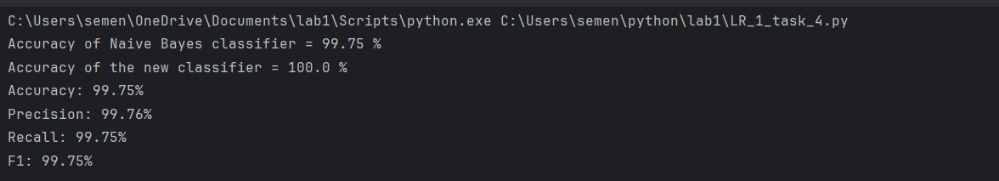 C:\Users\semen\OneDrive\Documents\lab1\Scripts\python.exe C:\Users\semen\python\lab1\LR_1_task_4.py
Accuracy of Naive Bayes classifier = 99.75 %
Accuracy of the new classifier = 100.0 %
Accuracy: 99.75%
Precision: 99.76%
Recall: 99.75%
F1: 99.75%